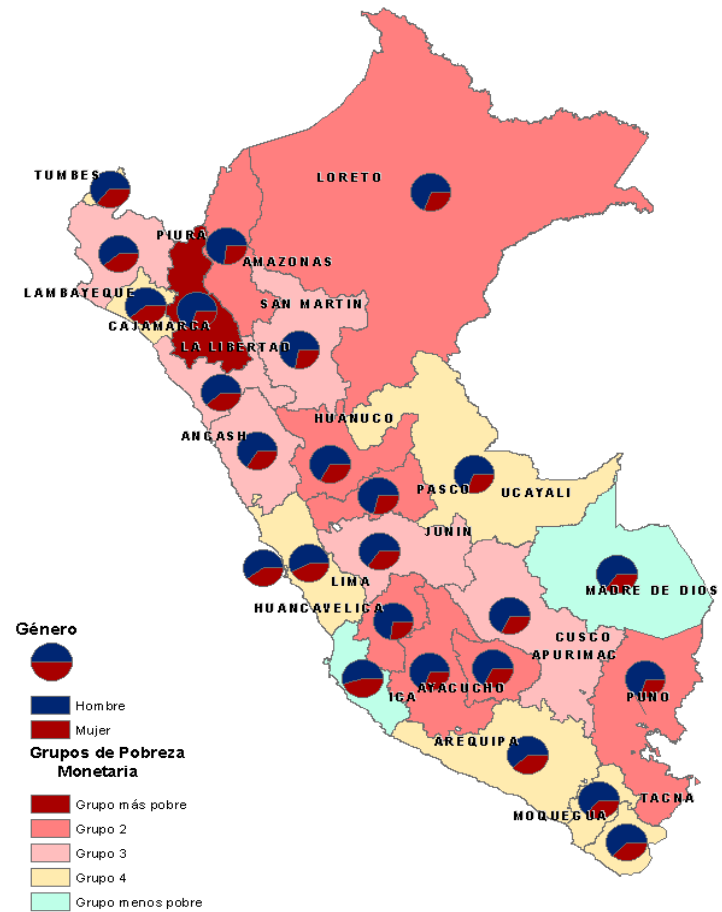 TUMBES
LORETO
PIURA
AMAZONAS
LAMBAYEQUE
SAN MARTIN
CAJAMARCA
LA LIBERTAD
HUANUCO
ANCASH
PASCO
UCAYALI
JUNIN
LIMA
MADRE DE DIOS
HUANCAVELICA
CUSCO
APURIMAC
AYACUCHO
ICA
PUNO
AREQUIPA
TACNA
MOQUEGUA
Género
Hombre
Mujer
Grupos de Pobreza
Monetaria
Grupo más pobre
Grupo 2
Grupo 3
Grupo 4
Grupo menos pobre